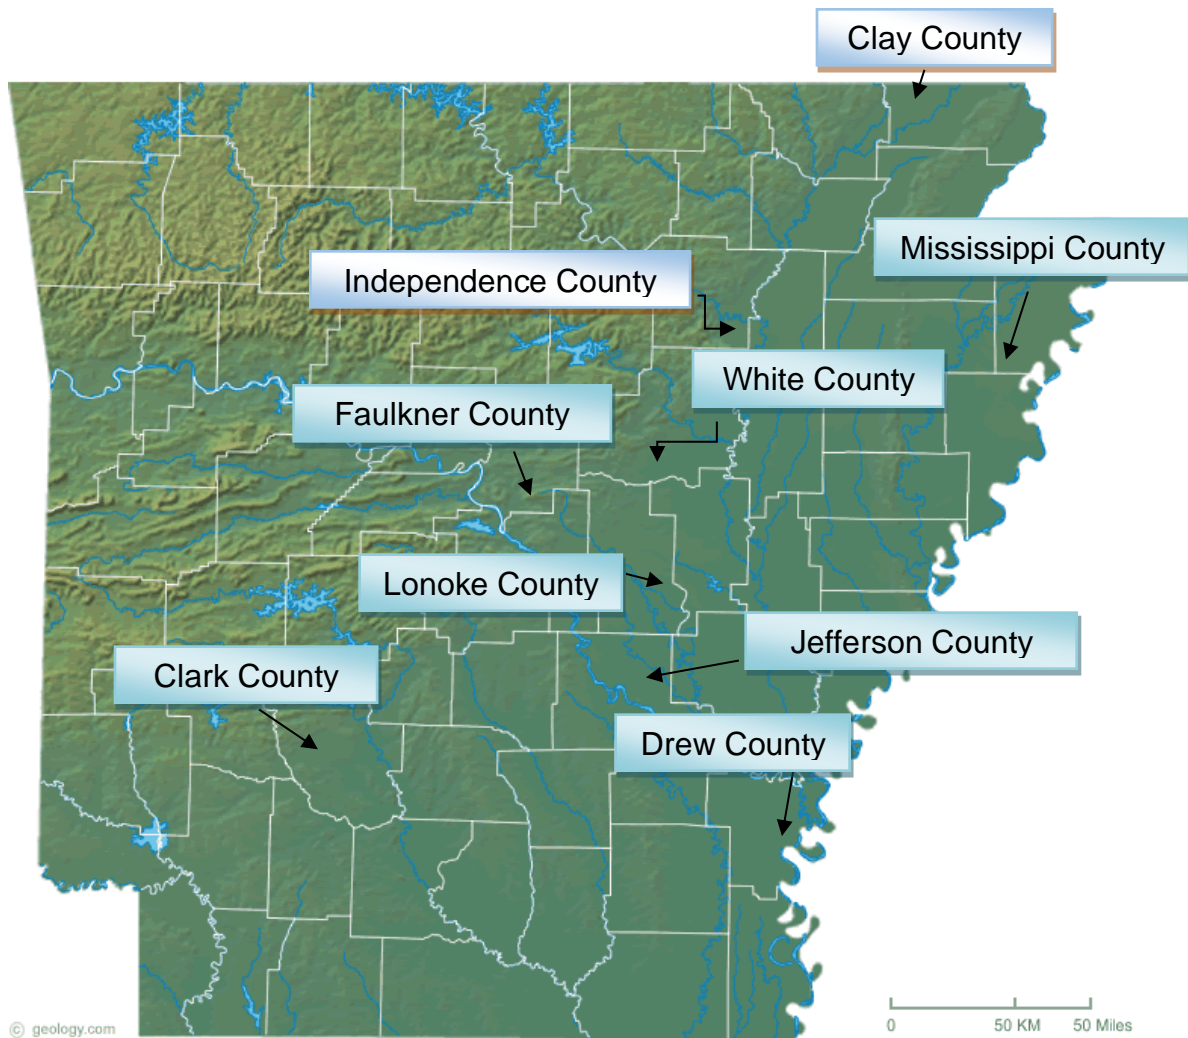 Clay County
Mississippi County
Independence County
White County
Faulkner County
Lonoke County
Jefferson County
Clark County
Drew County
© geology.com
0 50 KM 50 Miles